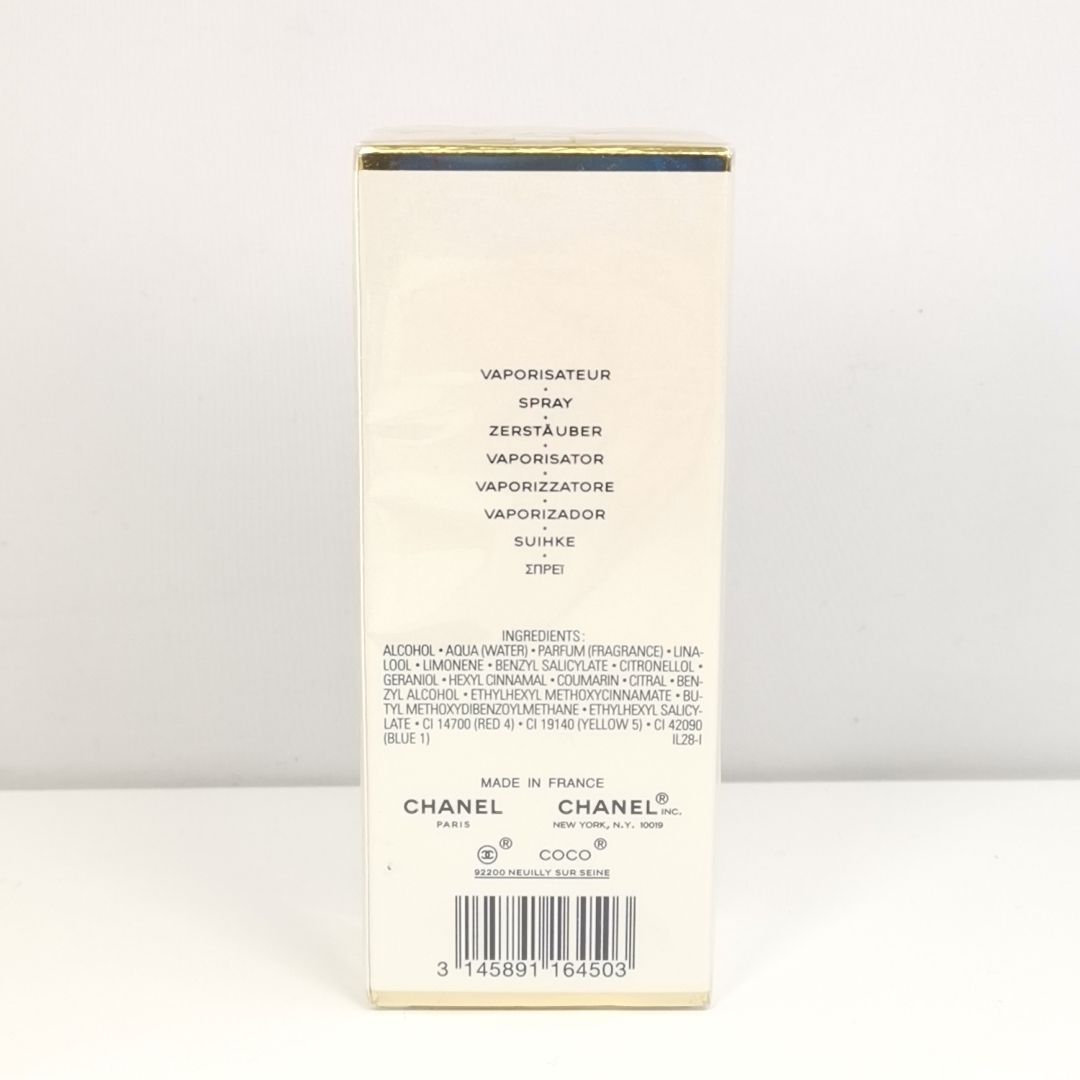 VAPORISATEUR
•
SPRAY
•
ZERSTÄUBER
•
VAPORISATOR
•
VAPORIZZATORE
•
VAPORIZADOR
•
SUIHKE
•
ΣΠΡΕΪ
INGREDIENTS:
ALCOHOL • AQUA (WATER) • PARFUM (FRAGRANCE) • LINA-
LOOL • LIMONENE • BENZYL SALICYLATE • CITRONELLOL •
GERANIOL • HEXYL CINNAMAL • COUMARIN • CITRAL • BEN-
ZYL ALCOHOL • ETHYLHEXYL METHOXYCINNAMATE • BU-
TYL METHOXYDIBENZOYLMETHANE • ETHYLHEXYL SALICY-
LATE • CI 14700 (RED 4) • CI 19140 (YELLOW 5) • CI 42090
(BLUE 1) IL28-I
MADE IN FRANCE
CHANEL CHANEL® INC.
PARIS NEW YORK, N.Y. 10019
® COCO®
92200 NEUILLY SUR SEINE
3 145891 164503